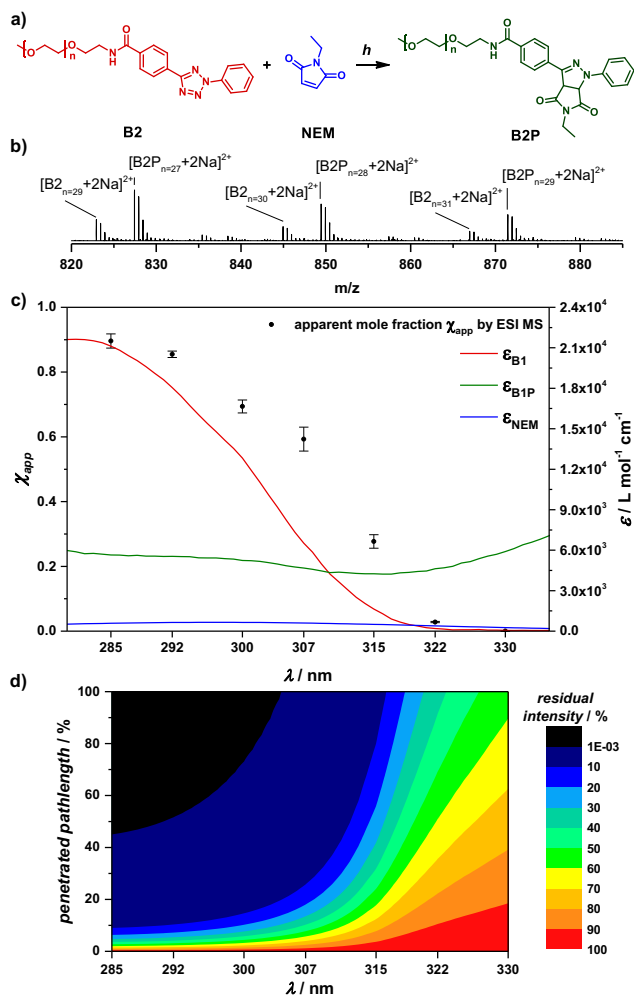 a)
O
O
n
NH
O
N
N=N
N
+
O
N
O
h
O
O
n
NH
O
N
N
O
N
O
B2
NEM
B2P
b)
[B2n=29+2Na]2+
[B2Pn=27+2Na]2+
[B2n=30+2Na]2+
[B2Pn=28+2Na]2+
[B2n=31+2Na]2+
[B2Pn=29+2Na]2+
820 830 840 850 860 870 880
m/z
c)
apparent mole fraction χapp by ESI MS
εB1
εB1P
εNEM
1.0
0.8
0.6
0.4
0.2
0.0
χapp
2.4x10⁴
2.1x10⁴
1.8x10⁴
1.5x10⁴
1.2x10⁴
9.0x10³
6.0x10³
3.0x10³
0.0
ε / L mol⁻¹ cm⁻¹
285 292 300 307 315 322 330
λ / nm
d)
100
80
60
40
20
0
penetrated pathlength / %
285 292 300 307 315 322 330
λ / nm
residual
intensity / %
1E-03
10
20
30
40
50
60
70
80
90
100